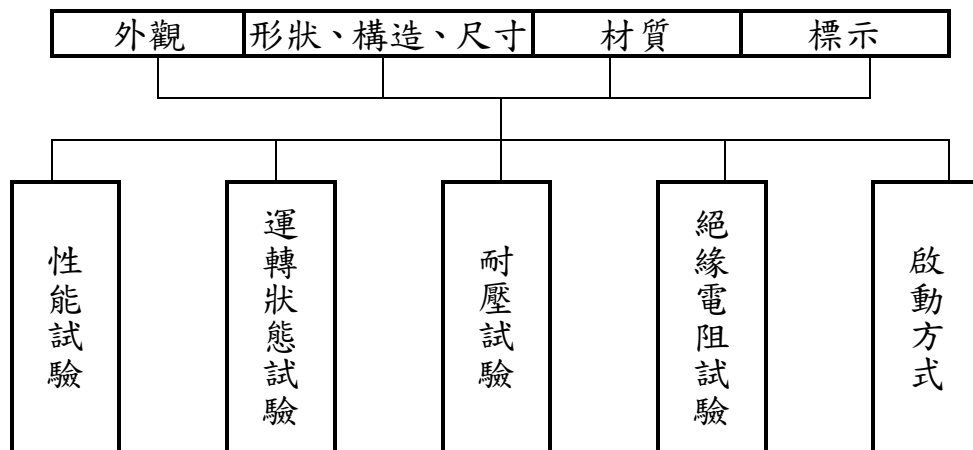 外觀
形狀、構造、尺寸
材質
標示
性能試驗
運轉狀態試驗
耐壓試驗
絕緣電阻試驗
啟動方式